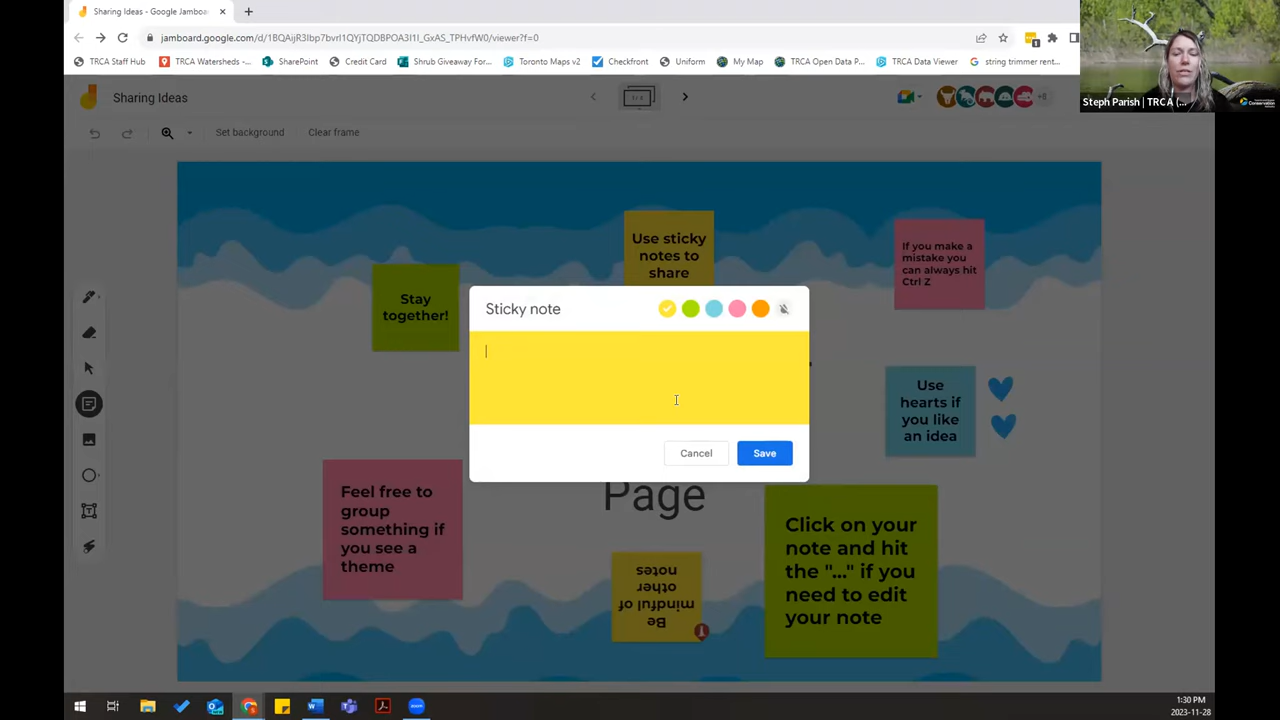 Sharing Ideas - Google Jamboa
jamboard.google.com/d/1BQAijR3Ibp7bvrI1QYjTQDBPOA3I1I_GxAS_TPHvfW0/viewer?f=0
TRCA Staff Hub
TRCA Watersheds -...
SharePoint
Credit Card
Shrub Giveaway For...
Toronto Maps v2
Checkfront
Uniform
My Map
TRCA Open Data P...
TRCA Data Viewer
string trimmer rent...
Steph Parish | TRCA (...
Sharing Ideas
Set background
Clear frame
Use sticky
notes to
share
If you make a
mistake you
can always hit
Ctrl Z
Stay
together!
Sticky note
Use
hearts if
you like
an idea
Cancel
Save
Feel free to
group
something if
you see a
theme
Page
Be
mindful of
other
notes
Click on your
note and hit
the "..." if you
need to edit
your note
1:30 PM
2023-11-28